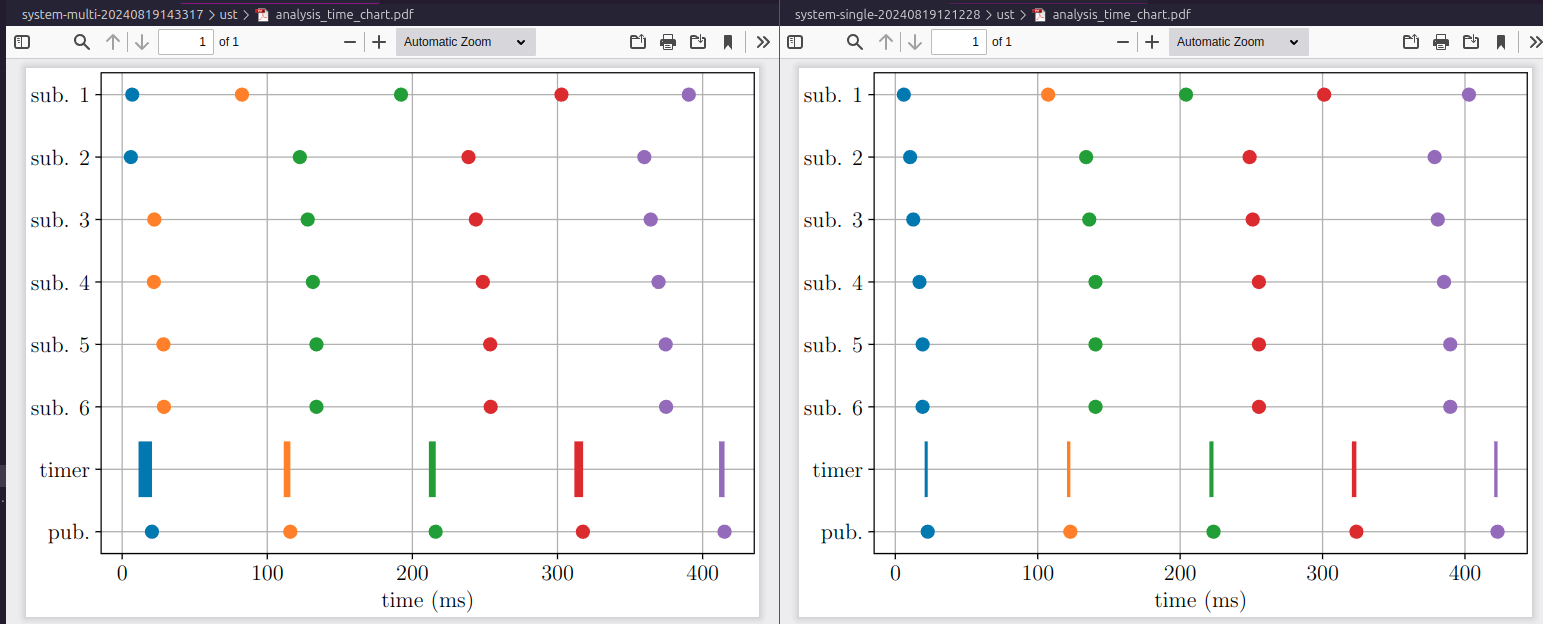 system-multi-20240819143317 > ust > analysis_time_chart.pdf
1 of 1 Automatic Zoom
sub. 1
sub. 2
sub. 3
sub. 4
sub. 5
sub. 6
timer
pub.
0 100 200 300 400
time (ms)
system-single-20240819121228 > ust > analysis_time_chart.pdf
1 of 1 Automatic Zoom
sub. 1
sub. 2
sub. 3
sub. 4
sub. 5
sub. 6
timer
pub.
0 100 200 300 400
time (ms)